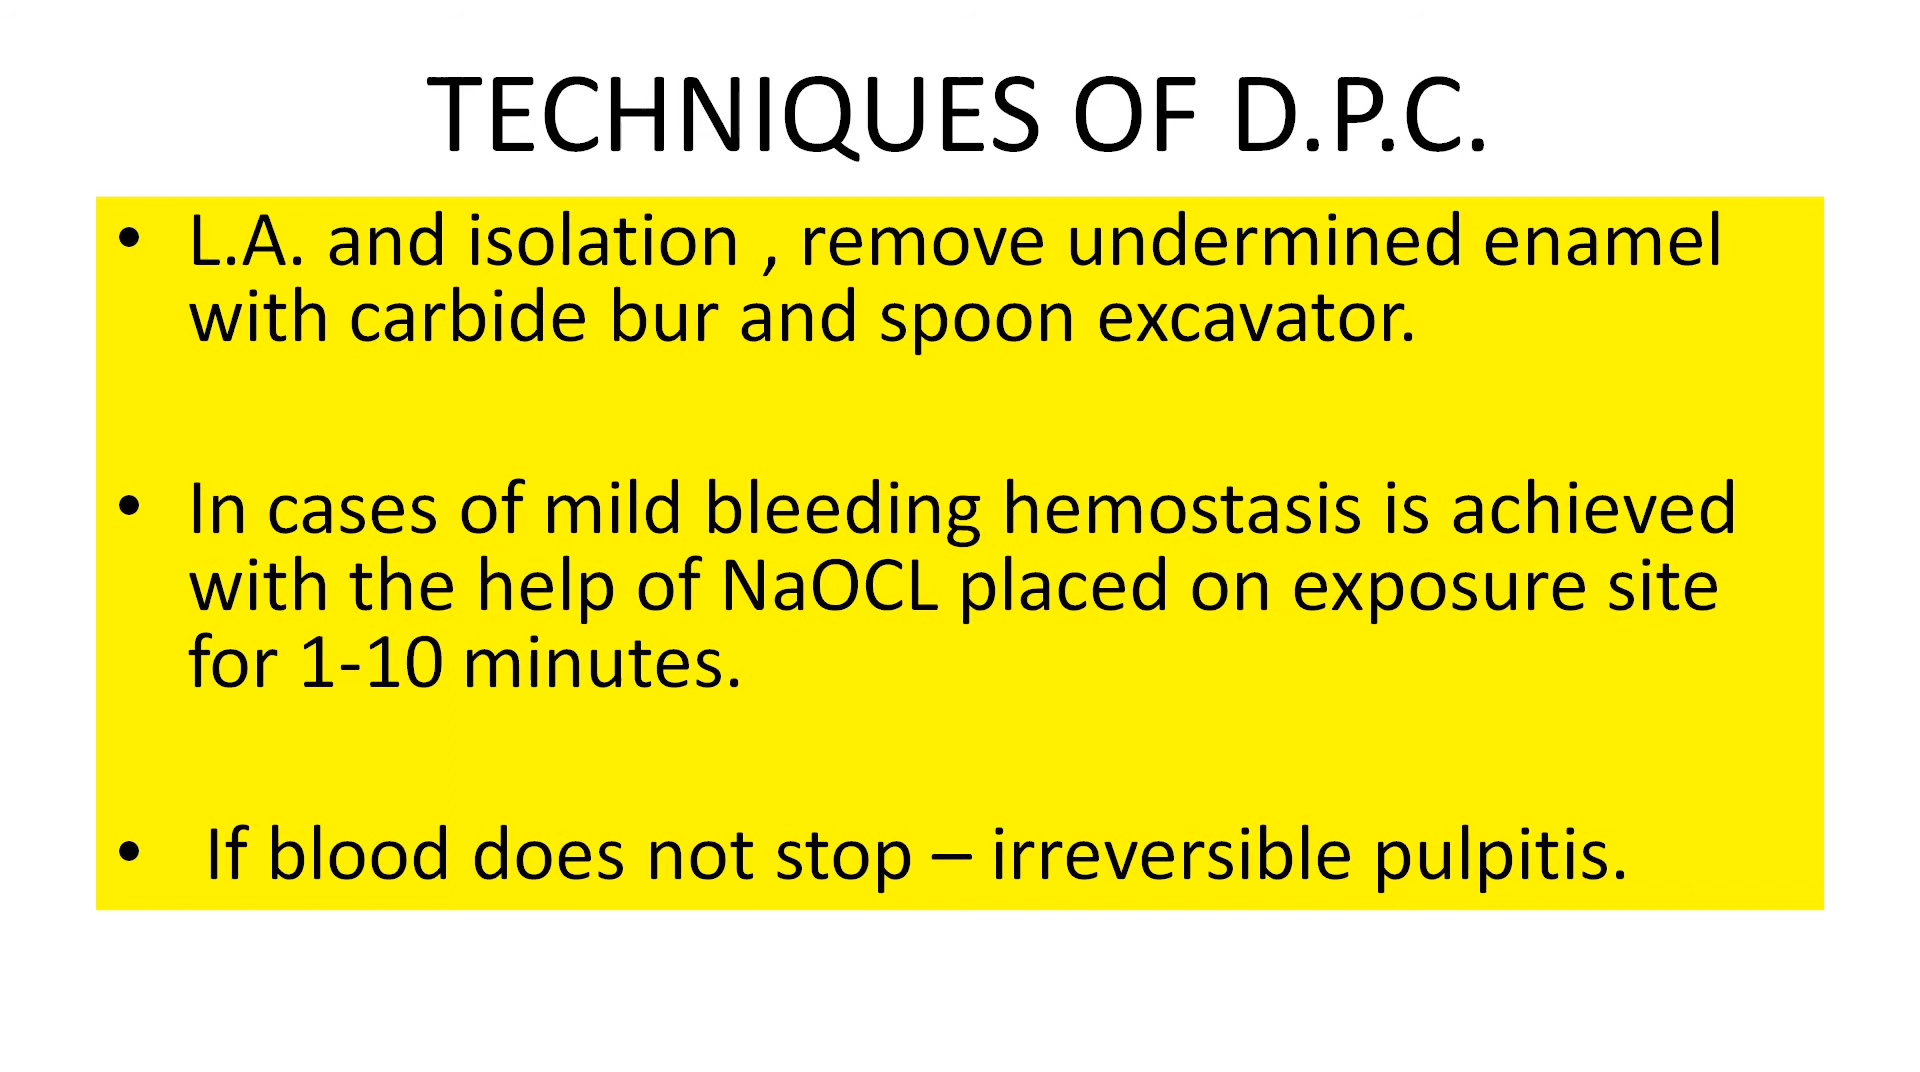 TECHNIQUES OF D.P.C.
• L.A. and isolation , remove undermined enamel
with carbide bur and spoon excavator.
• In cases of mild bleeding hemostasis is achieved
with the help of NaOCL placed on exposure site
for 1-10 minutes.
• If blood does not stop – irreversible pulpitis.